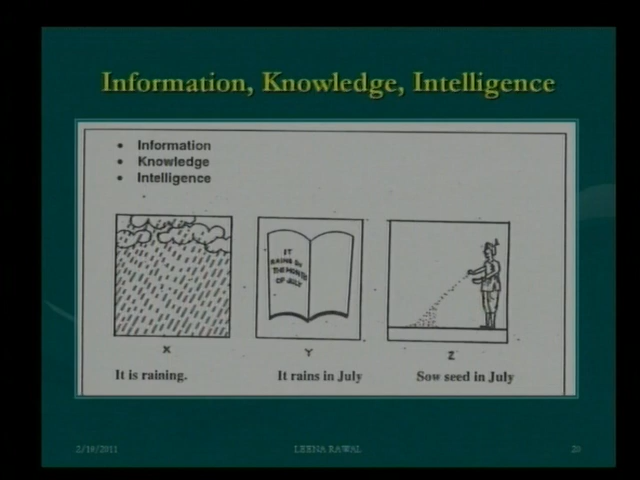 Information, Knowledge, Intelligence
• Information
• Knowledge
• Intelligence
IT
RAINS IN
THE MONTH
OF JULY
X
Y
Z
It is raining.
It rains in July
Sow seed in July
2/19/2011
LEENA RAWAL
20